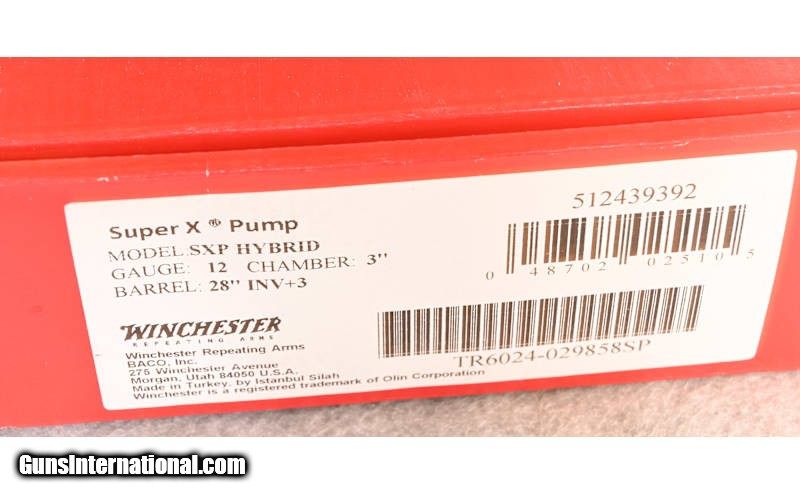 Super X ® Pump
MODEL: SXP HYBRID
GAUGE: 12 CHAMBER: 3"
BARREL: 28" INV+3
512439392
0 48702 02510 5
WINCHESTER
REPEATING ARMS
Winchester Repeating Arms
BACO, Inc.
275 Winchester Avenue
Morgan, Utah 84050 U.S.A.
Made in Turkey, by Istanbul Silah
Winchester is a registered trademark of Olin Corporation
TR6024-029858SP
GunsInternational.com